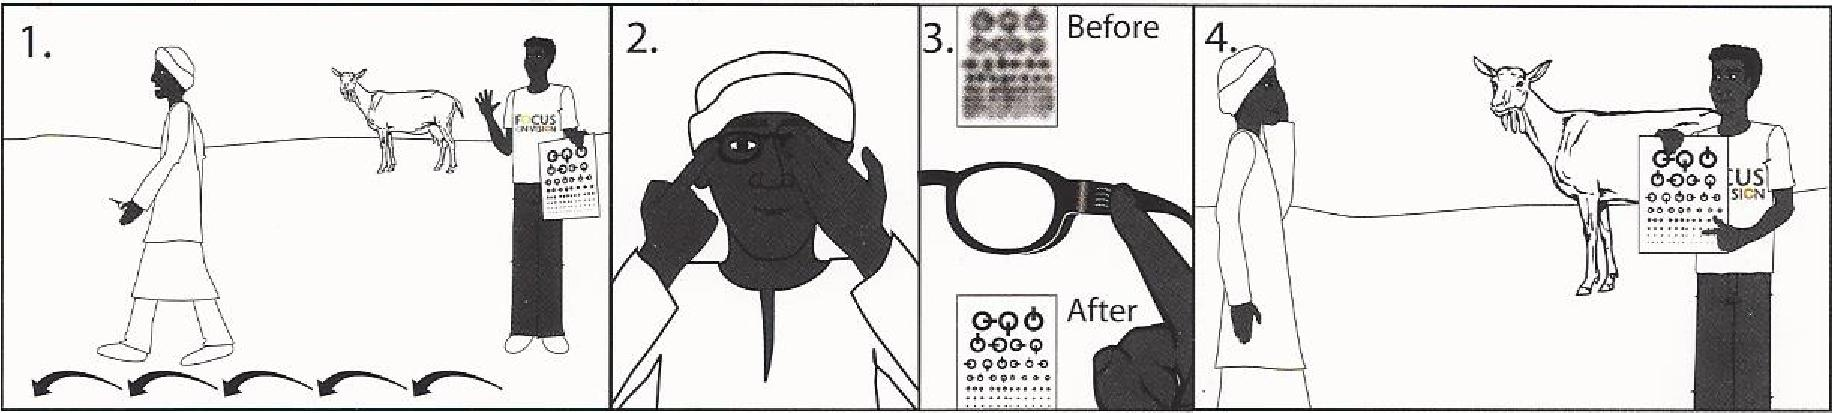 1.
FOCUS
ON VISION
2.
3.
Before
After
4.
CUS
SION